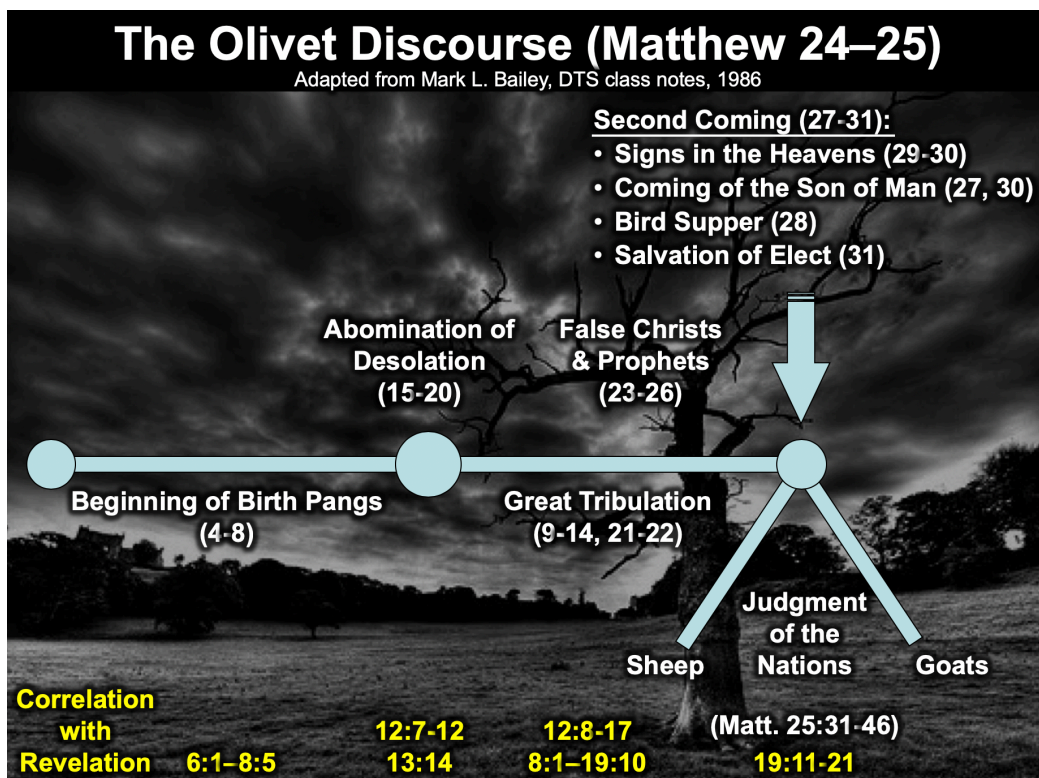 The Olivet Discourse (Matthew 24–25)
Adapted from Mark L. Bailey, DTS class notes, 1986
Second Coming (27-31):
• Signs in the Heavens (29-30)
• Coming of the Son of Man (27, 30)
• Bird Supper (28)
• Salvation of Elect (31)
Abomination of
Desolation
(15-20)
False Christs
& Prophets
(23-26)
Beginning of Birth Pangs
(4-8)
Great Tribulation
(9-14, 21-22)
Judgment
of the
Nations
Sheep
Goats
(Matt. 25:31-46)
Correlation
with
Revelation
6:1–8:5
12:7-12
13:14
12:8-17
8:1–19:10
19:11-21